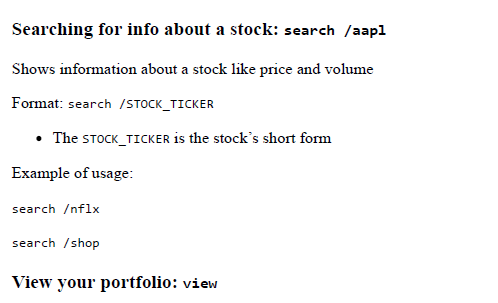 Searching for info about a stock: search /aapl
Shows information about a stock like price and volume
Format: search /STOCK_TICKER
• The STOCK_TICKER is the stock’s short form
Example of usage:
search /nflx
search /shop
View your portfolio: view